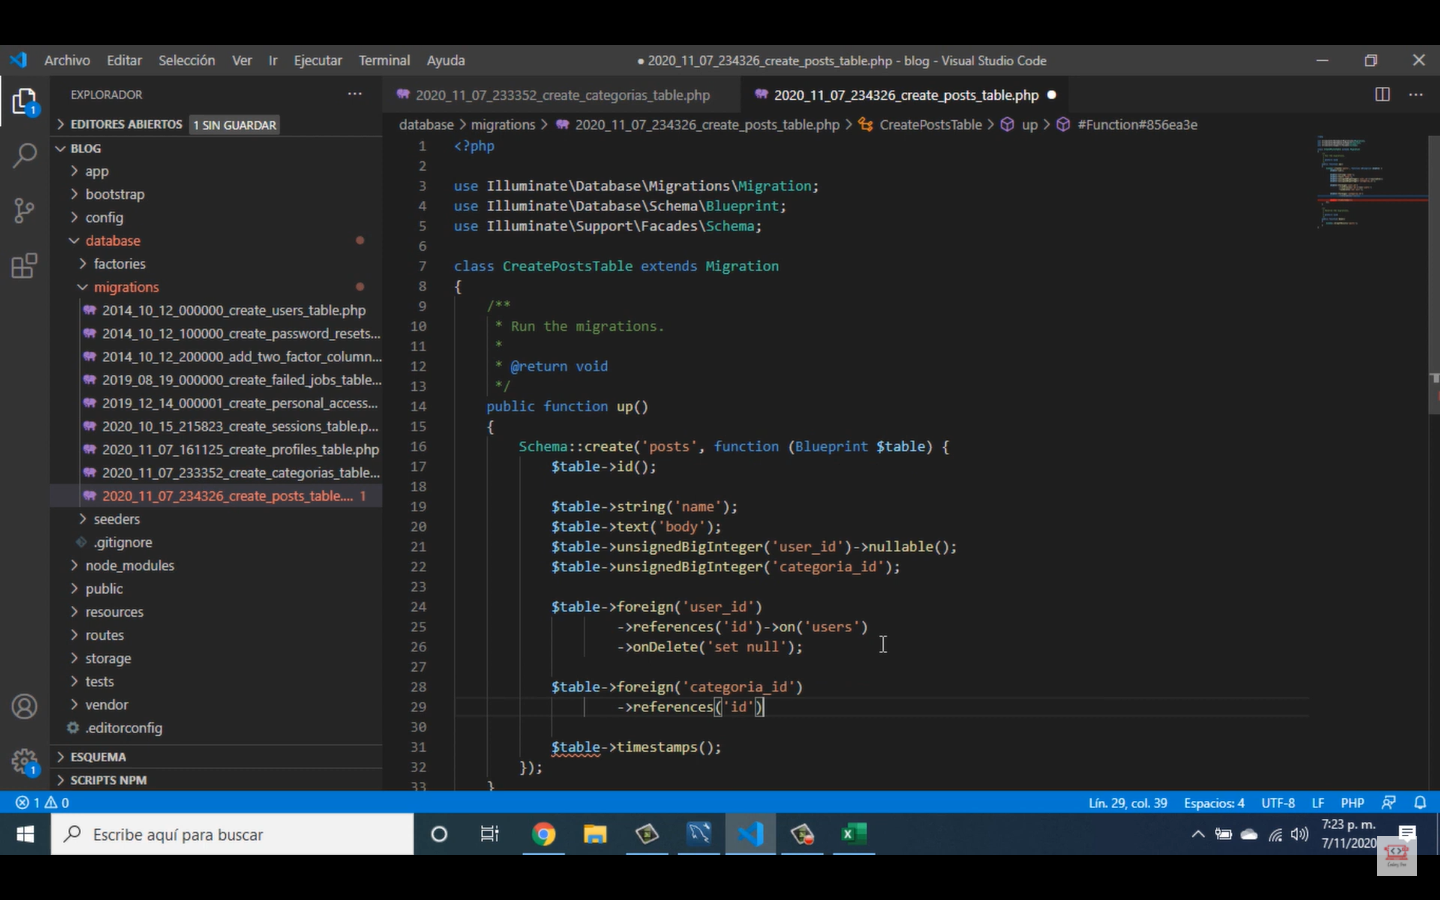 Archivo Editar Selección Ver Ir Ejecutar Terminal Ayuda
● 2020_11_07_234326_create_posts_table.php - blog - Visual Studio Code
EXPLORADOR
EDITORES ABIERTOS 1 SIN GUARDAR
BLOG
app
bootstrap
config
database
factories
migrations
2014_10_12_000000_create_users_table.php
2014_10_12_100000_create_password_resets...
2014_10_12_200000_add_two_factor_column...
2019_08_19_000000_create_failed_jobs_table...
2019_12_14_000001_create_personal_access...
2020_10_15_215823_create_sessions_table.p...
2020_11_07_161125_create_profiles_table.php
2020_11_07_233352_create_categorias_table...
2020_11_07_234326_create_posts_table.... 1
seeders
.gitignore
node_modules
public
resources
routes
storage
tests
vendor
.editorconfig
ESQUEMA
SCRIPTS NPM
1
1
2020_11_07_233352_create_categorias_table.php
2020_11_07_234326_create_posts_table.php ●
database > migrations > 2020_11_07_234326_create_posts_table.php > CreatePostsTable > up > #Function#856ea3e
1 <?php
2
3 use Illuminate\Database\Migrations\Migration;
4 use Illuminate\Database\Schema\Blueprint;
5 use Illuminate\Support\Facades\Schema;
6
7 class CreatePostsTable extends Migration
8 {
9 /**
10 * Run the migrations.
11 *
12 * @return void
13 */
14 public function up()
15 {
16 Schema::create('posts', function (Blueprint $table) {
17 $table->id();
18
19 $table->string('name');
20 $table->text('body');
21 $table->unsignedBigInteger('user_id')->nullable();
22 $table->unsignedBigInteger('categoria_id');
23
24 $table->foreign('user_id')
25 ->references('id')->on('users')
26 ->onDelete('set null');
27
28 $table->foreign('categoria_id')
29 ->references('id')
30
31 $table->timestamps();
32 });
33 }
1 0
Lín. 29, col. 39 Espacios: 4 UTF-8 LF PHP
Escribe aquí para buscar
7:23 p. m.
7/11/2020